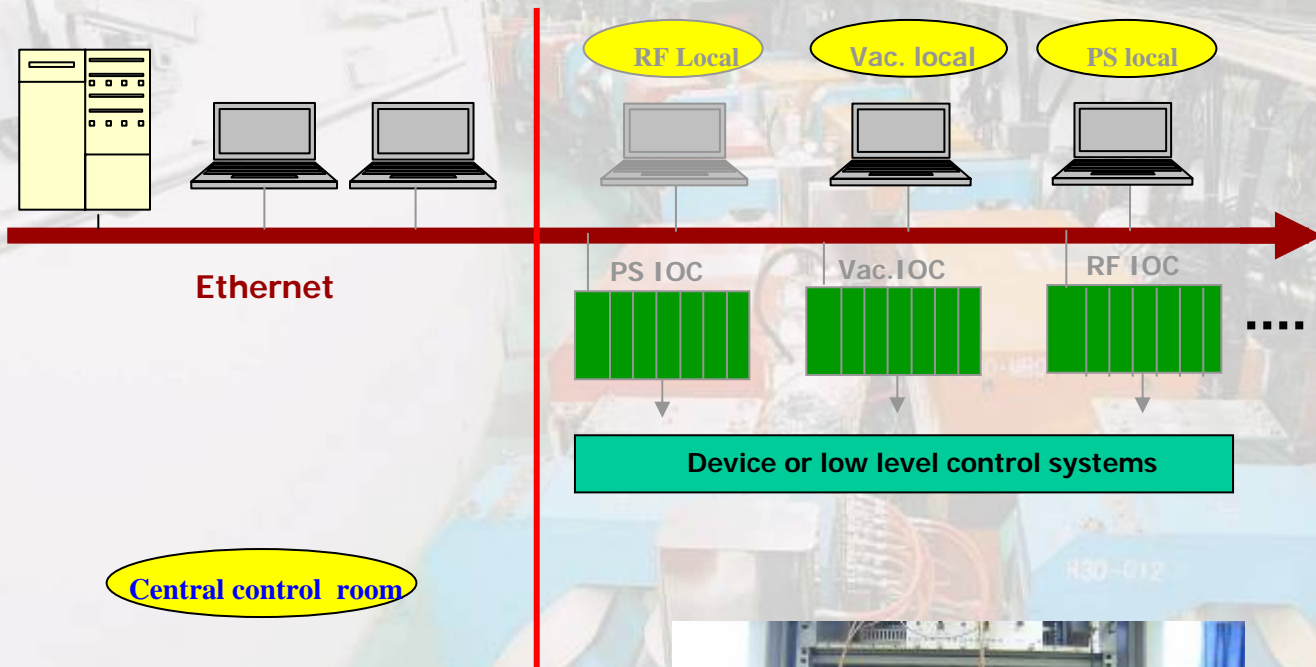 RF Local
Vac. local
PS local
Ethernet
PS IOC
Vac.IOC
RF IOC
....
Device or low level control systems
Central control room